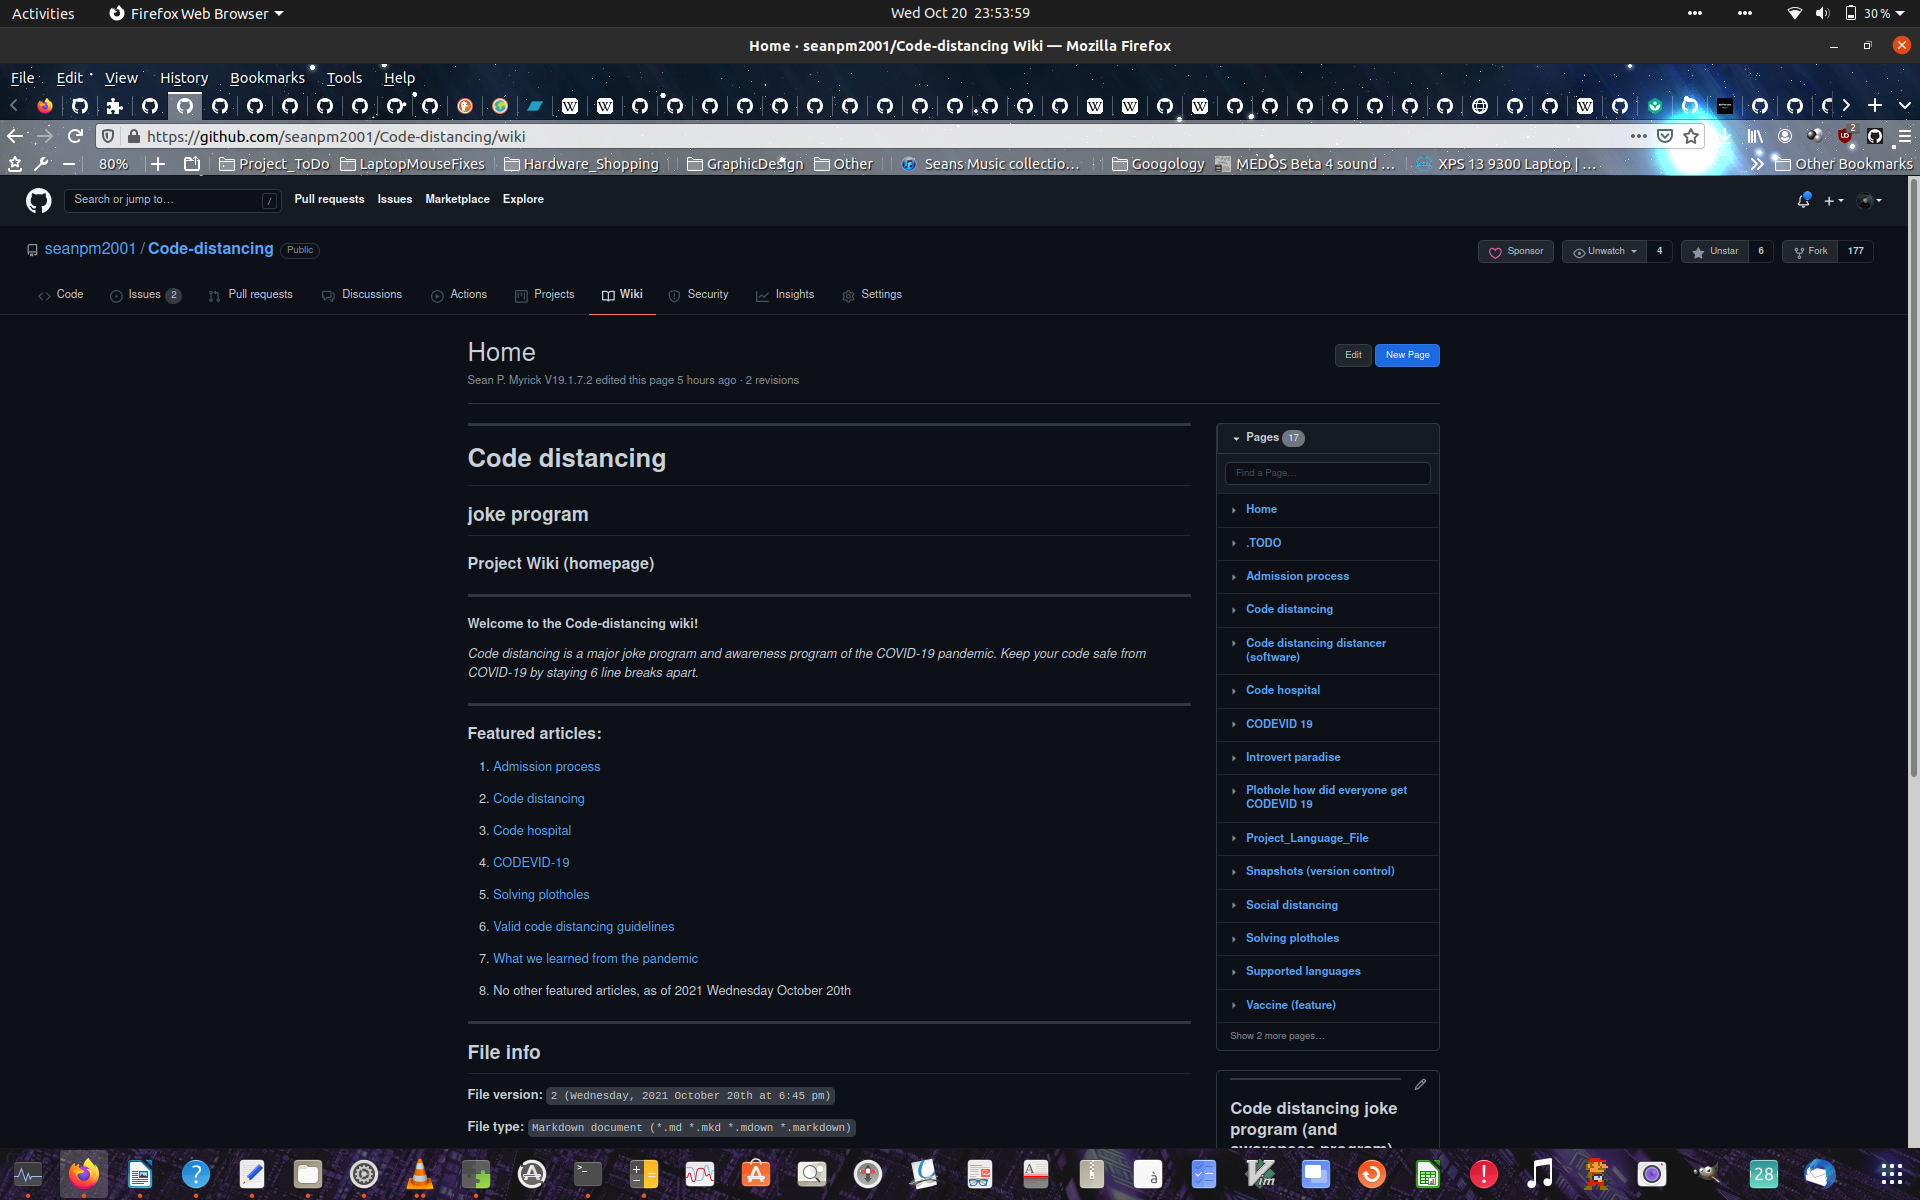 Activities Firefox Web Browser Wed Oct 20 23:53:59 30 %
Home · seanpm2001/Code-distancing Wiki — Mozilla Firefox
File Edit View History Bookmarks Tools Help
https://github.com/seanpm2001/Code-distancing/wiki
80% Project_ToDo LaptopMouseFixes Hardware_Shopping GraphicDesign Other Seans Music collectio… Googology MEDOS Beta 4 sound … XPS 13 9300 Laptop | … Other Bookmarks
Search or jump to… / Pull requests Issues Marketplace Explore
seanpm2001 / Code-distancing Public Sponsor Unwatch 4 Unstar 6 Fork 177
Code Issues 2 Pull requests Discussions Actions Projects Wiki Security Insights Settings
Home Edit New Page
Sean P. Myrick V19.1.7.2 edited this page 5 hours ago · 2 revisions
Code distancing
joke program
Project Wiki (homepage)
Welcome to the Code-distancing wiki!
Code distancing is a major joke program and awareness program of the COVID-19 pandemic. Keep your code safe from
COVID-19 by staying 6 line breaks apart.
Featured articles:
1. Admission process
2. Code distancing
3. Code hospital
4. CODEVID-19
5. Solving plotholes
6. Valid code distancing guidelines
7. What we learned from the pandemic
8. No other featured articles, as of 2021 Wednesday October 20th
File info
File version: 2 (Wednesday, 2021 October 20th at 6:45 pm)
File type: Markdown document (*.md *.mkd *.mdown *.markdown)
Pages 17
Find a Page…
Home
.TODO
Admission process
Code distancing
Code distancing distancer
(software)
Code hospital
CODEVID 19
Introvert paradise
Plothole how did everyone get
CODEVID 19
Project_Language_File
Snapshots (version control)
Social distancing
Solving plotholes
Supported languages
Vaccine (feature)
Show 2 more pages…
Code distancing joke
program (and
awareness program)
28